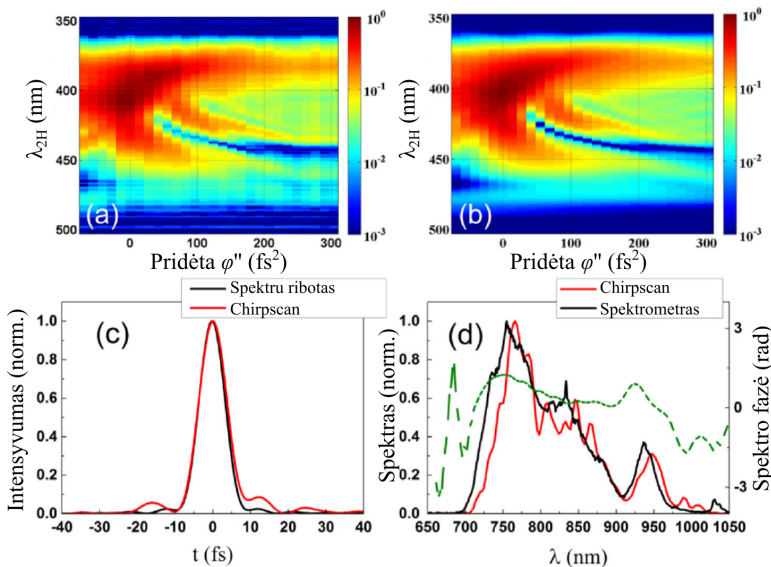 350
400
450
500
λ2H (nm)
(a)
0 100 200 300
Pridėta φ" (fs²)
10⁰
10⁻¹
10⁻²
10⁻³
350
400
450
500
λ2H (nm)
(b)
0 100 200 300
Pridėta φ" (fs²)
10⁰
10⁻¹
10⁻²
10⁻³
Spektru ribotas
Chirpscan
(c)
Intensyvumas (norm.)
1.0
0.8
0.6
0.4
0.2
0.0
-40 -30 -20 -10 0 10 20 30 40
t (fs)
Chirpscan
Spektrometras
(d)
Spektras (norm.)
1.0
0.8
0.6
0.4
0.2
0.0
3
0
-3
Spektro fazė (rad)
650 700 750 800 850 900 950 1000 1050
λ (nm)